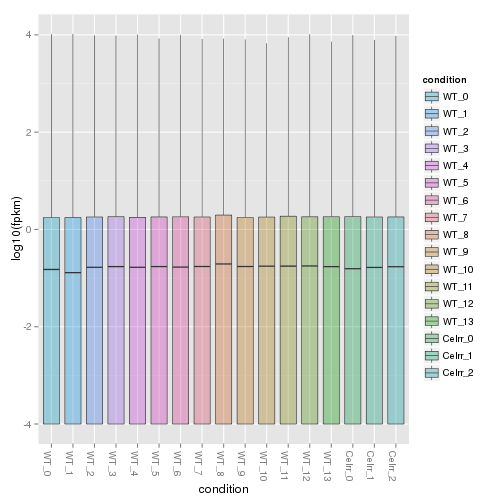 4
2
0
-2
-4
log10(fpkm)
WT_0
WT_1
WT_2
WT_3
WT_4
WT_5
WT_6
WT_7
WT_8
WT_9
WT_10
WT_11
WT_12
WT_13
Celrr_0
Celrr_1
Celrr_2
condition
condition
WT_0
WT_1
WT_2
WT_3
WT_4
WT_5
WT_6
WT_7
WT_8
WT_9
WT_10
WT_11
WT_12
WT_13
Celrr_0
Celrr_1
Celrr_2